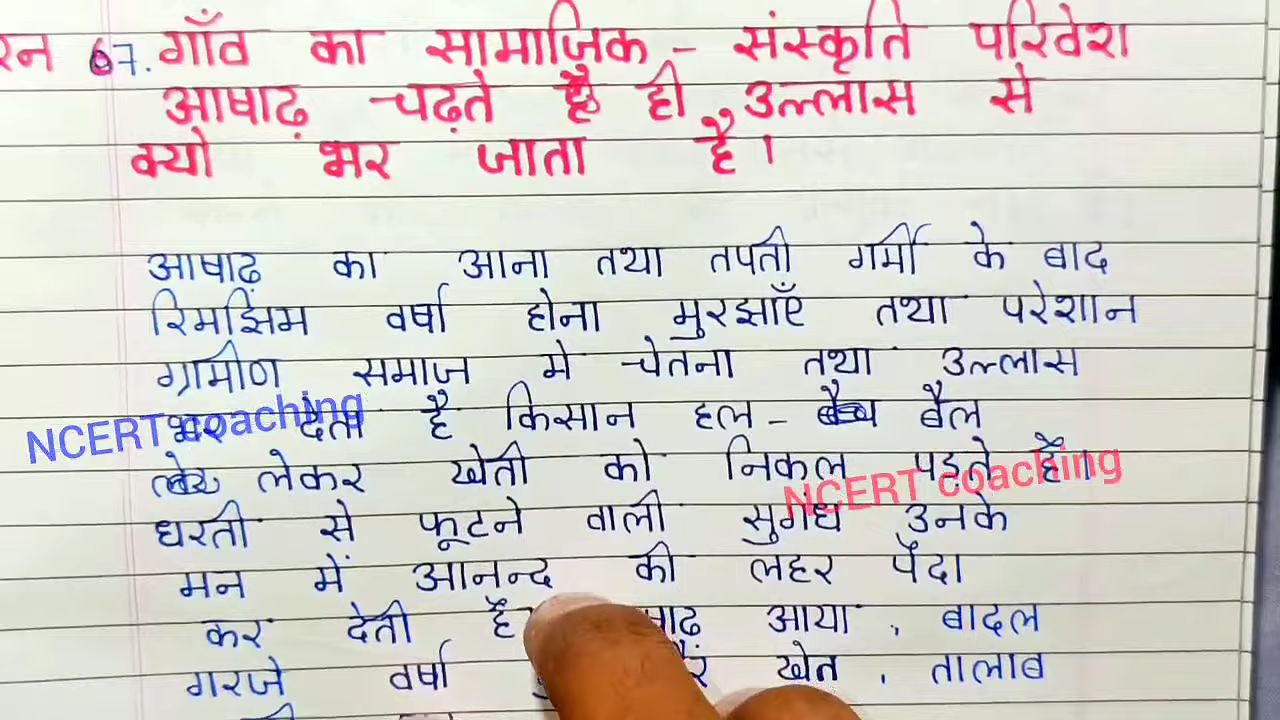 रन 67. गाँव का सामाजिक - संस्कृति परिवेश
आषाढ़ चढ़ते ही उल्लास से
क्यो भर जाता है।
आषाढ़ का आना तथा तपती गर्मी के बाद
रिमझिम वर्षा होना मुरझाएँ तथा परेशान
ग्रामीण समाज मे चेतना तथा उल्लास
भर देता है किसान हल - बैल
लेकर खेती को निकल पड़ते हैं।
धरती से फूटने वाली सुगंध उनके
मन में आनन्द की लहर पैदा
कर देती है आया , बादल
गरजे वर्षा खेत , तालाब
NCERT coaching
NCERT coaching